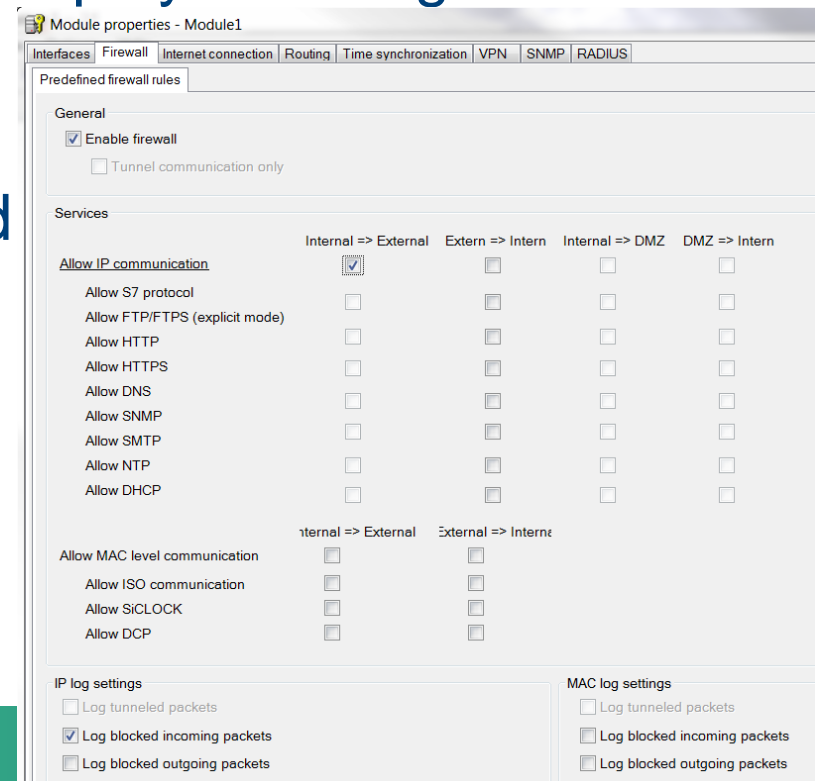 Module properties - Module1
Interfaces Firewall Internet connection Routing Time synchronization VPN SNMP RADIUS
Predefined firewall rules
General
Enable firewall
Tunnel communication only
Services
Internal => External Extern => Intern Internal => DMZ DMZ => Intern
Allow IP communication
Allow S7 protocol
Allow FTP/FTPS (explicit mode)
Allow HTTP
Allow HTTPS
Allow DNS
Allow SNMP
Allow SMTP
Allow NTP
Allow DHCP
nternal => External External => Interna
Allow MAC level communication
Allow ISO communication
Allow SiCLOCK
Allow DCP
IP log settings MAC log settings
Log tunneled packets Log tunneled packets
Log blocked incoming packets Log blocked incoming packets
Log blocked outgoing packets Log blocked outgoing packets